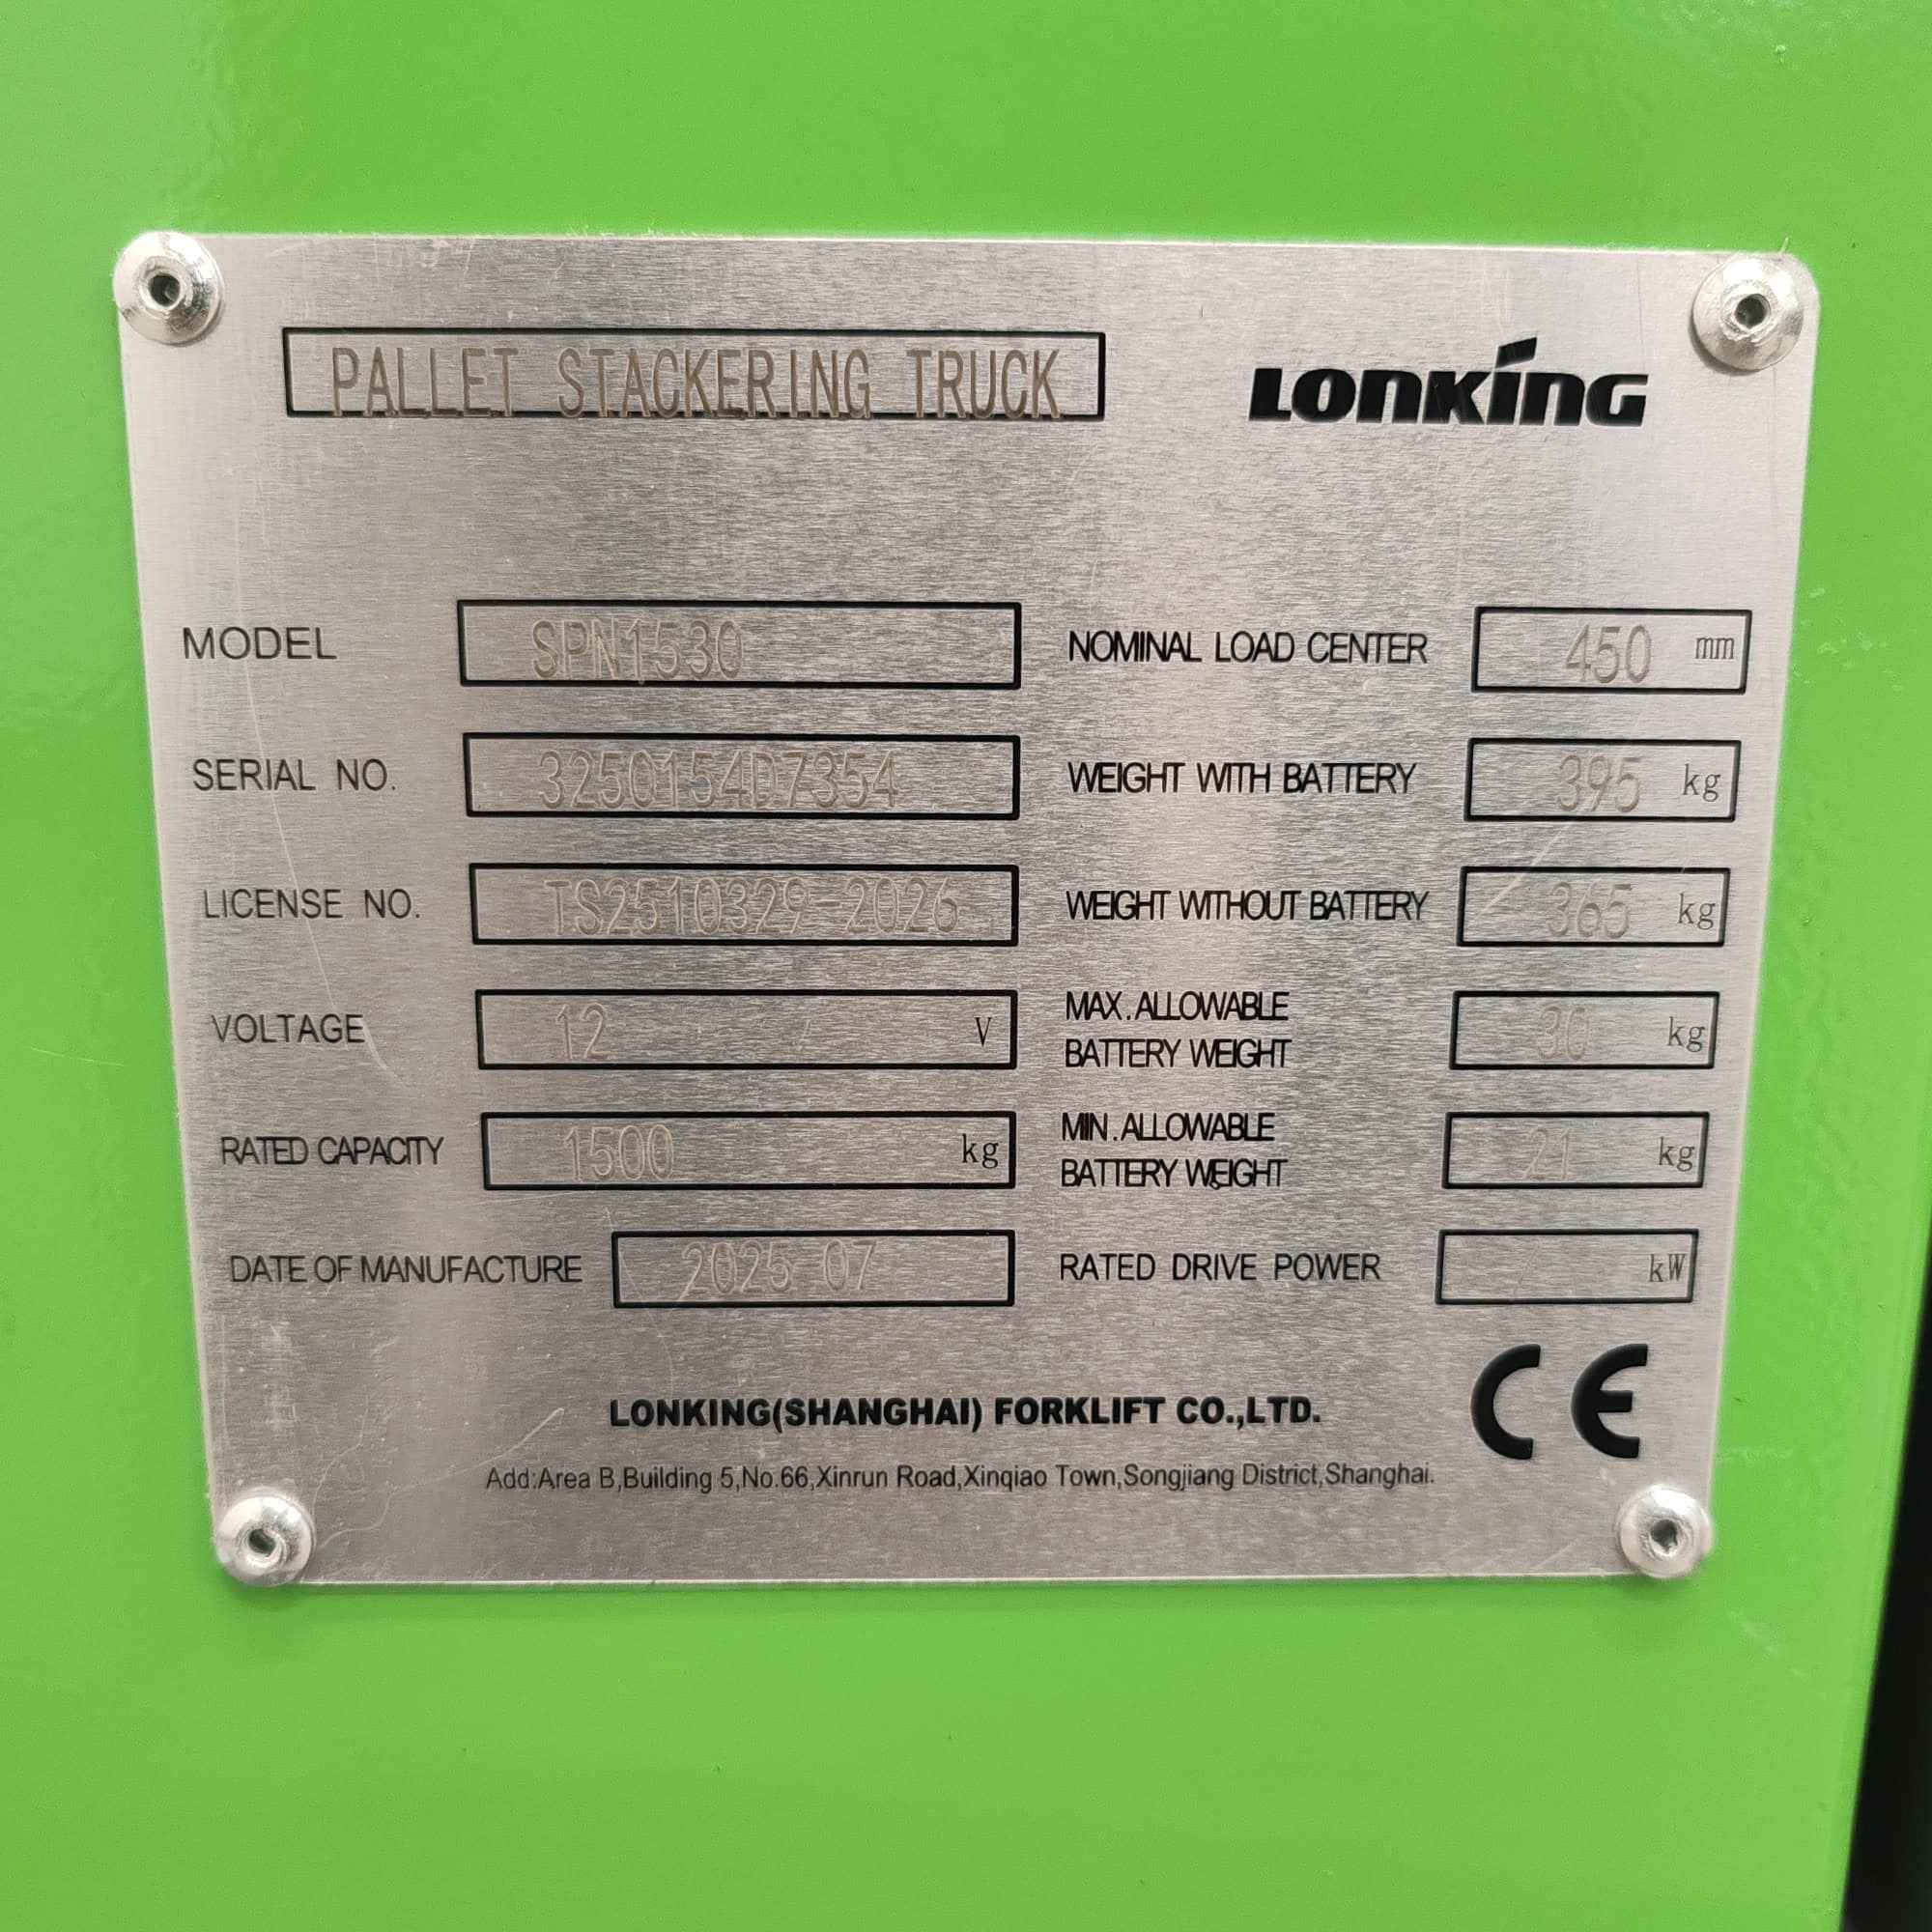 PALLET STACKERING TRUCK
LONKING
MODEL SPN1530
NOMINAL LOAD CENTER 450 mm
SERIAL NO. 3250154D7354
WEIGHT WITH BATTERY 395 kg
LICENSE NO. TS2510329-2026
WEIGHT WITHOUT BATTERY 365 kg
VOLTAGE 12 V
MAX.ALLOWABLE
BATTERY WEIGHT 30 kg
RATED CAPACITY 1500 kg
MIN.ALLOWABLE
BATTERY WEIGHT 21 kg
DATE OF MANUFACTURE 2025-07
RATED DRIVE POWER / kW
CE
LONKING(SHANGHAI) FORKLIFT CO.,LTD.
Add:Area B,Building 5,No.66,Xinrun Road,Xinqiao Town,Songjiang District,Shanghai.